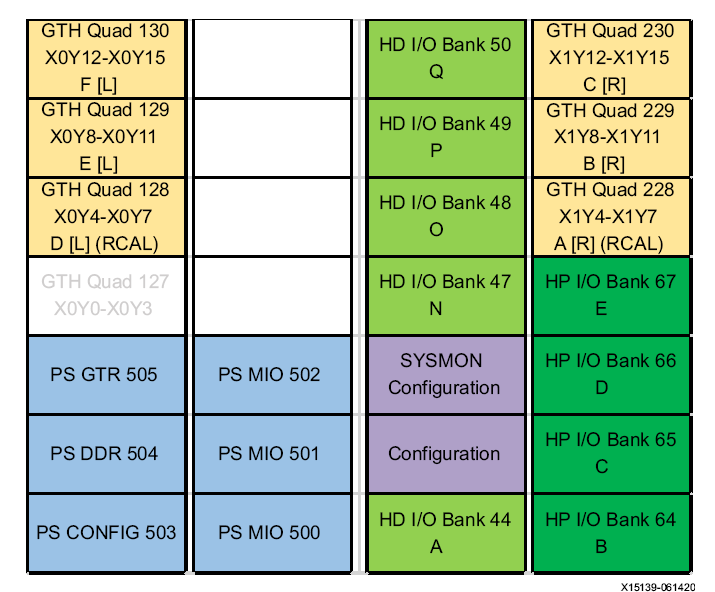 GTH Quad 130
X0Y12-X0Y15
F [L]
HD I/O Bank 50
Q
GTH Quad 230
X1Y12-X1Y15
C [R]
GTH Quad 129
X0Y8-X0Y11
E [L]
HD I/O Bank 49
P
GTH Quad 229
X1Y8-X1Y11
B [R]
GTH Quad 128
X0Y4-X0Y7
D [L] (RCAL)
HD I/O Bank 48
O
GTH Quad 228
X1Y4-X1Y7
A [R] (RCAL)
GTH Quad 127
X0Y0-X0Y3
HD I/O Bank 47
N
HP I/O Bank 67
E
PS GTR 505
PS MIO 502
SYSMON
Configuration
HP I/O Bank 66
D
PS DDR 504
PS MIO 501
Configuration
HP I/O Bank 65
C
PS CONFIG 503
PS MIO 500
HD I/O Bank 44
A
HP I/O Bank 64
B
X15139-061420